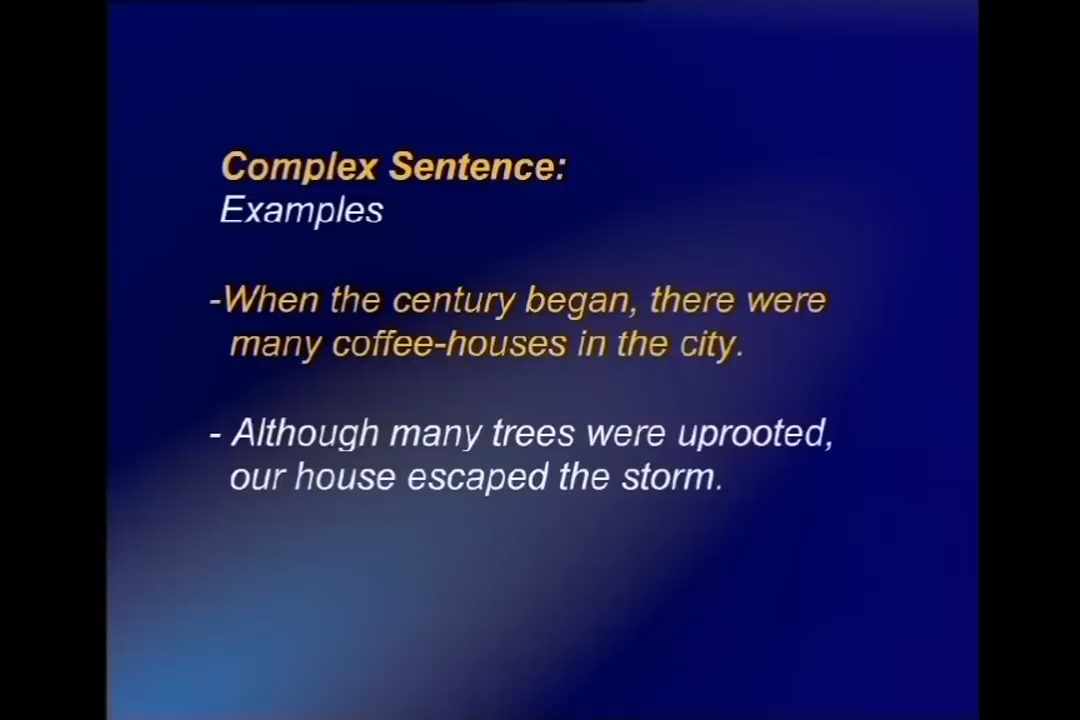 Complex Sentence:
Examples
-When the century began, there were
many coffee-houses in the city.
- Although many trees were uprooted,
our house escaped the storm.